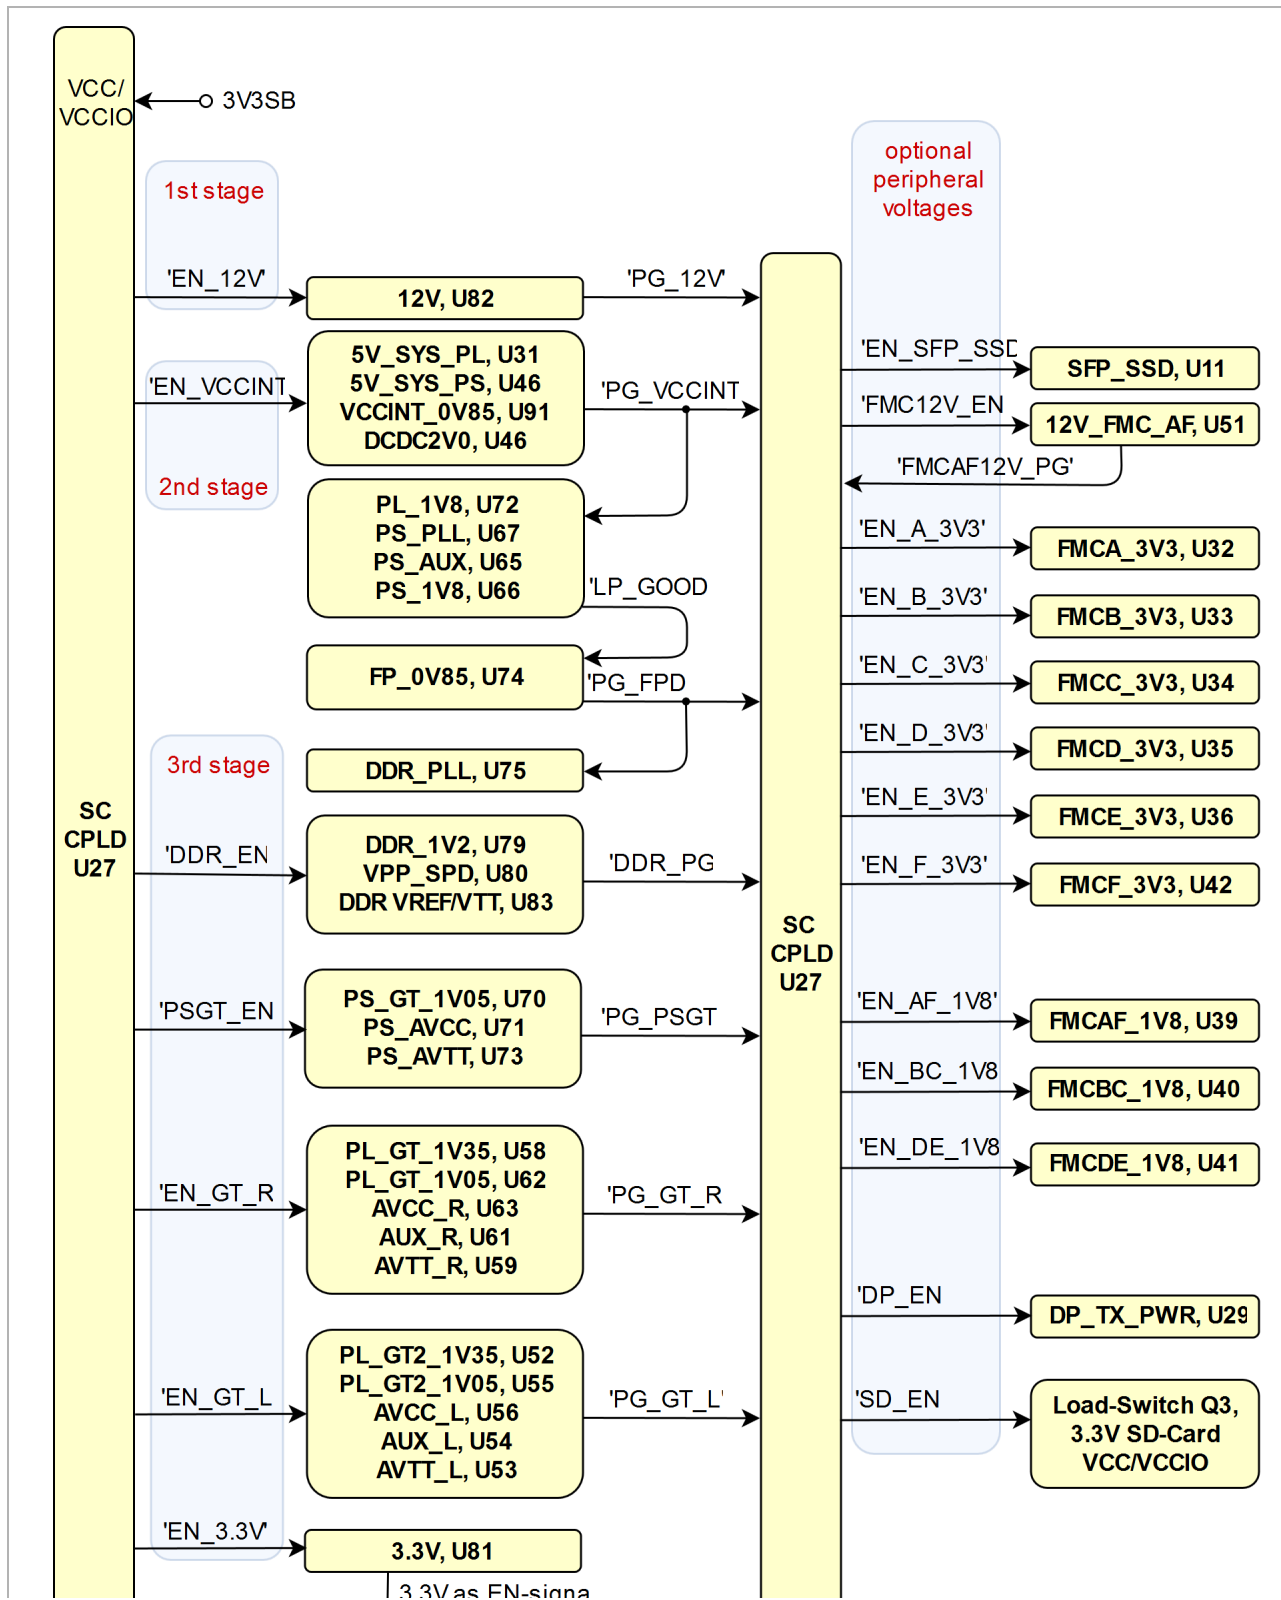 VCC/
VCCIO
3V3SB
1st stage
'EN_12V'
12V, U82
'PG_12V'
'EN_VCCINT
5V_SYS_PL, U31
5V_SYS_PS, U46
VCCINT_0V85, U91
DCDC2V0, U46
'PG_VCCINT
2nd stage
PL_1V8, U72
PS_PLL, U67
PS_AUX, U65
PS_1V8, U66
'LP_GOOD
FP_0V85, U74
'PG_FPD
3rd stage
DDR_PLL, U75
SC
CPLD
U27
'DDR_EN
DDR_1V2, U79
VPP_SPD, U80
DDR VREF/VTT, U83
'DDR_PG
'PSGT_EN
PS_GT_1V05, U70
PS_AVCC, U71
PS_AVTT, U73
'PG_PSGT
'EN_GT_R
PL_GT_1V35, U58
PL_GT_1V05, U62
AVCC_R, U63
AUX_R, U61
AVTT_R, U59
'PG_GT_R
'EN_GT_L
PL_GT2_1V35, U52
PL_GT2_1V05, U55
AVCC_L, U56
AUX_L, U54
AVTT_L, U53
'PG_GT_L'
'EN_3.3V'
3.3V, U81
3.3V as EN-signa
SC
CPLD
U27
optional
peripheral
voltages
'EN_SFP_SSD
SFP_SSD, U11
'FMC12V_EN
12V_FMC_AF, U51
'FMCAF12V_PG'
'EN_A_3V3'
FMCA_3V3, U32
'EN_B_3V3'
FMCB_3V3, U33
'EN_C_3V3'
FMCC_3V3, U34
'EN_D_3V3'
FMCD_3V3, U35
'EN_E_3V3'
FMCE_3V3, U36
'EN_F_3V3'
FMCF_3V3, U42
'EN_AF_1V8'
FMCAF_1V8, U39
'EN_BC_1V8
FMCBC_1V8, U40
'EN_DE_1V8
FMCDE_1V8, U41
'DP_EN
DP_TX_PWR, U29
'SD_EN
Load-Switch Q3,
3.3V SD-Card
VCC/VCCIO